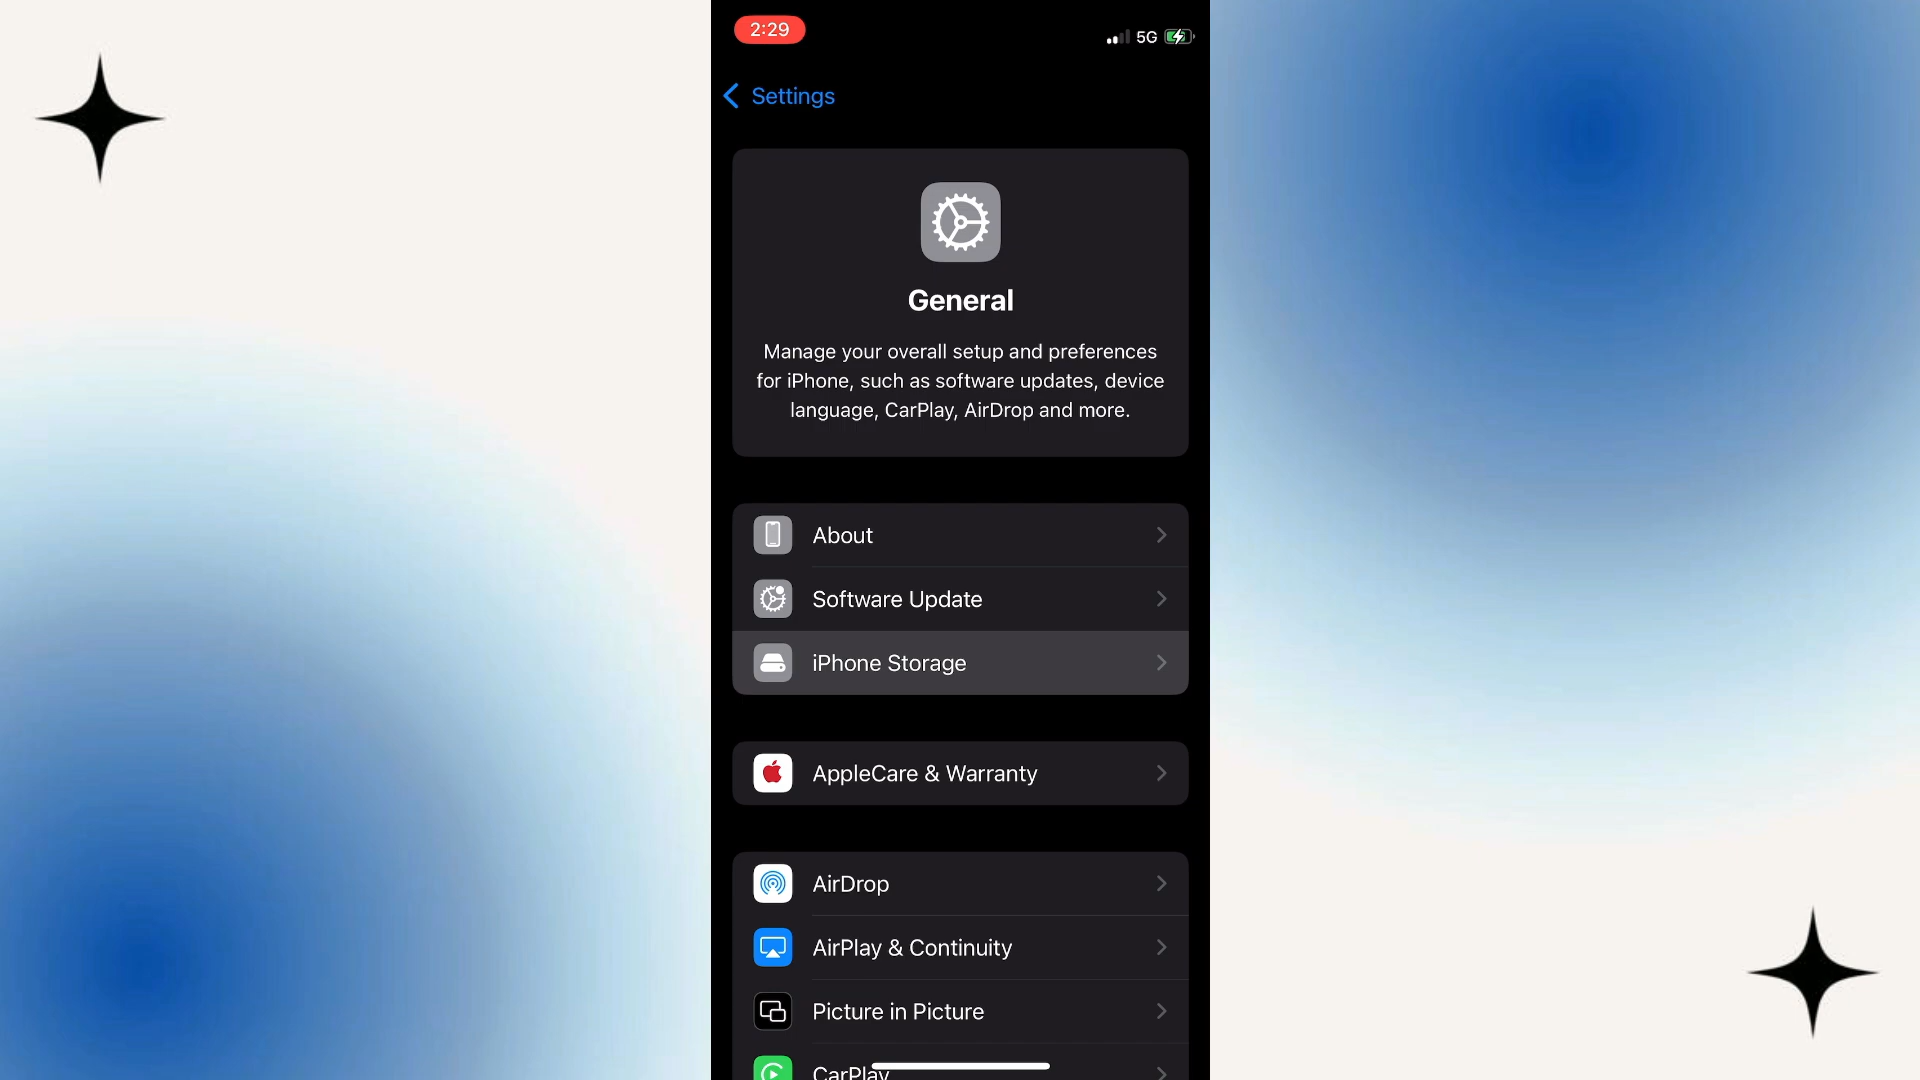 2:29
5G
Settings
General
Manage your overall setup and preferences
for iPhone, such as software updates, device
language, CarPlay, AirDrop and more.
About
Software Update
iPhone Storage
AppleCare & Warranty
AirDrop
AirPlay & Continuity
Picture in Picture
CarPlay